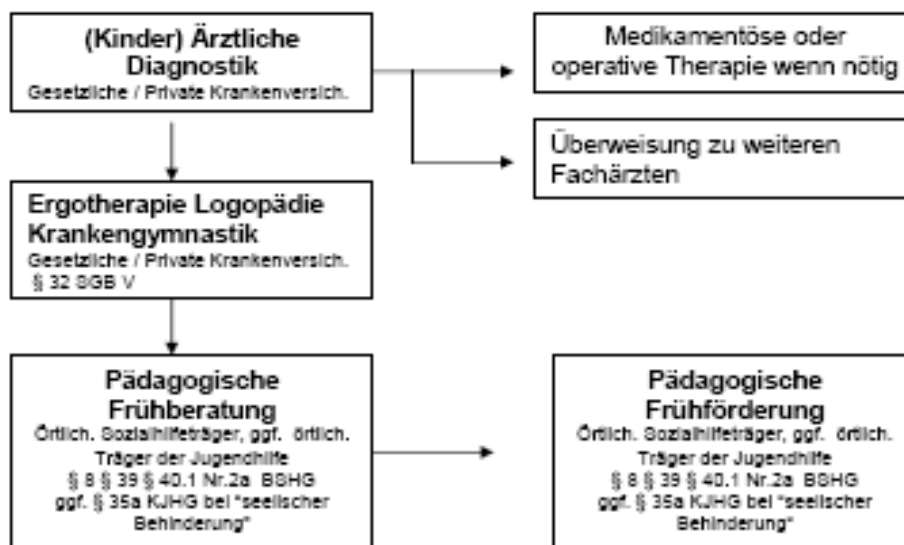 (Kinder) Ärztliche
Diagnostik
Gesetzliche / Private Krankenversich.
Medikamentöse oder
operative Therapie wenn nötig
Überweisung zu weiteren
Fachärzten
Ergotherapie Logopädie
Krankengymnastik
Gesetzliche / Private Krankenversich.
§ 32 SGB V
Pädagogische
Frühberatung
Örtlich. Sozialhilfeträger, ggf. örtlich.
Träger der Jugendhilfe
§ 8 § 39 § 40.1 Nr.2a BSHG
ggf. § 35a KJHG bei "seelischer
Behinderung"
Pädagogische
Frühförderung
Örtlich. Sozialhilfeträger, ggf. örtlich.
Träger der Jugendhilfe
§ 8 § 39 § 40.1 Nr.2a BSHG
ggf. § 35a KJHG bei "seelischer
Behinderung"